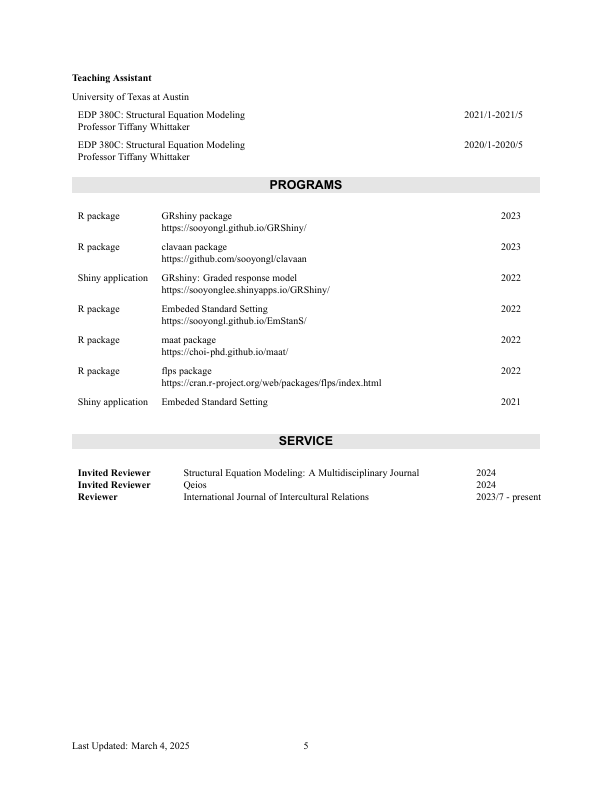 Teaching Assistant
University of Texas at Austin
EDP 380C: Structural Equation Modeling 2021/1-2021/5
Professor Tiffany Whittaker
EDP 380C: Structural Equation Modeling 2020/1-2020/5
Professor Tiffany Whittaker
PROGRAMS
R package GRshiny package 2023
https://sooyongl.github.io/GRShiny/
R package clavaan package 2023
https://github.com/sooyongl/clavaan
Shiny application GRshiny: Graded response model 2022
https://sooyonglee.shinyapps.io/GRShiny/
R package Embeded Standard Setting 2022
https://sooyongl.github.io/EmStanS/
R package maat package 2022
https://choi-phd.github.io/maat/
R package flps package 2022
https://cran.r-project.org/web/packages/flps/index.html
Shiny application Embeded Standard Setting 2021
SERVICE
Invited Reviewer Structural Equation Modeling: A Multidisciplinary Journal 2024
Invited Reviewer Qeios 2024
Reviewer International Journal of Intercultural Relations 2023/7 - present
Last Updated: March 4, 2025 5